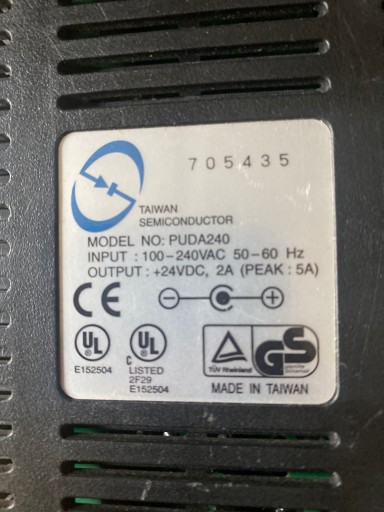 705435
TAIWAN
SEMICONDUCTOR
MODEL NO: PUDA240
INPUT : 100-240VAC 50-60 Hz
OUTPUT : +24VDC, 2A (PEAK : 5A)
CE
UL
E152504
C UL
LISTED
2F29
E152504
TÜV Rheinland
GS
MADE IN TAIWAN